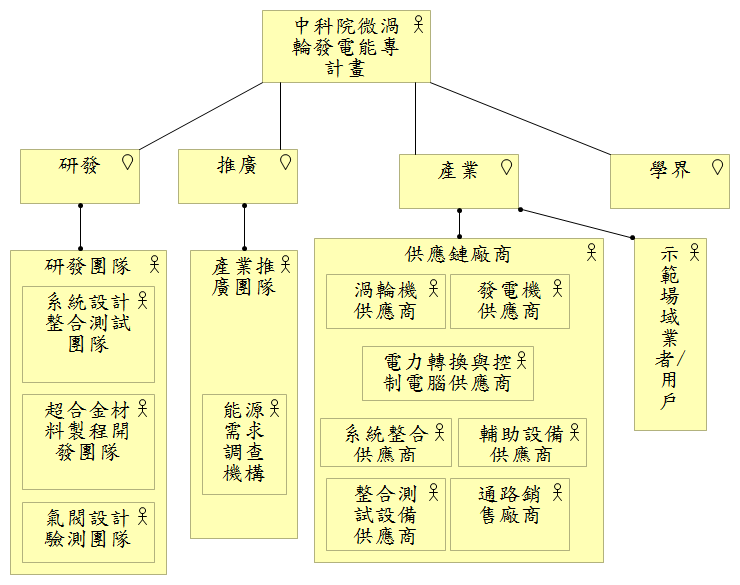 中科院微渦
輪發電能專
計畫
研發
推廣
產業
學界
研發團隊
系統設計
整合測試
團隊
超合金材
料製程開
發團隊
氣閥設計
驗測團隊
產業推
廣團隊
能源
需求
調查
機構
供應鏈廠商
渦輪機
供應商
發電機
供應商
電力轉換與控
制電腦供應商
系統整合
供應商
輔助設備
供應商
整合測
試設備
供應商
通路銷
售廠商
示
範
場
域
業
者/
用
戶